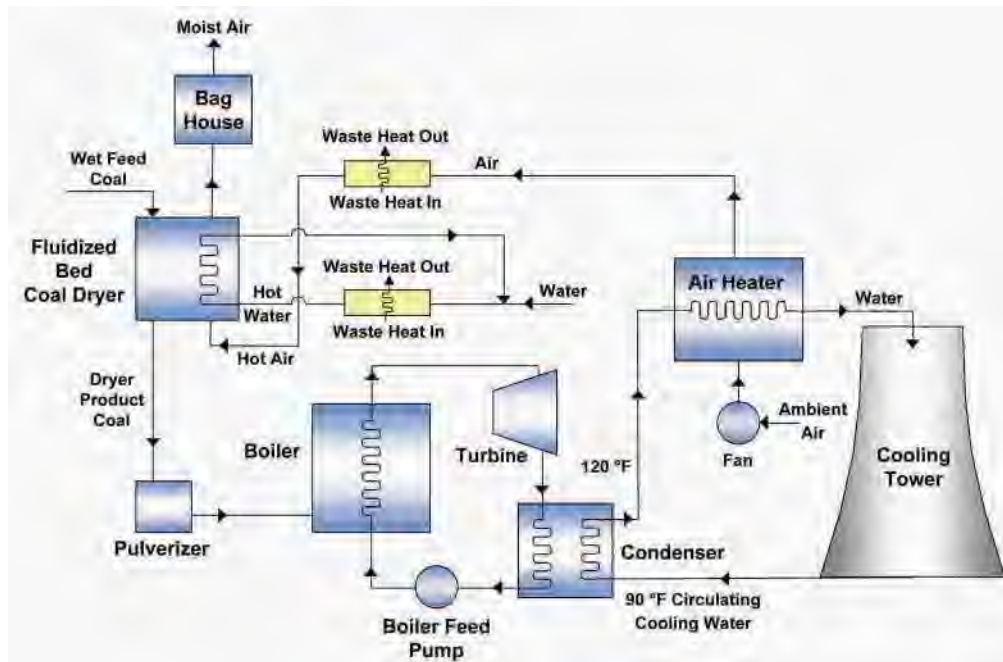 Moist Air
Bag
House
Waste Heat Out
Air
Wet Feed
Coal
Waste Heat In
Fluidized
Bed
Coal Dryer
Waste Heat Out
Hot
Water
Water
Waste Heat In
Hot Air
Air Heater
Water
Dryer
Product
Coal
Boiler
Turbine
120 °F
Ambient
Air
Fan
Cooling
Tower
Pulverizer
Condenser
90 °F Circulating
Cooling Water
Boiler Feed
Pump